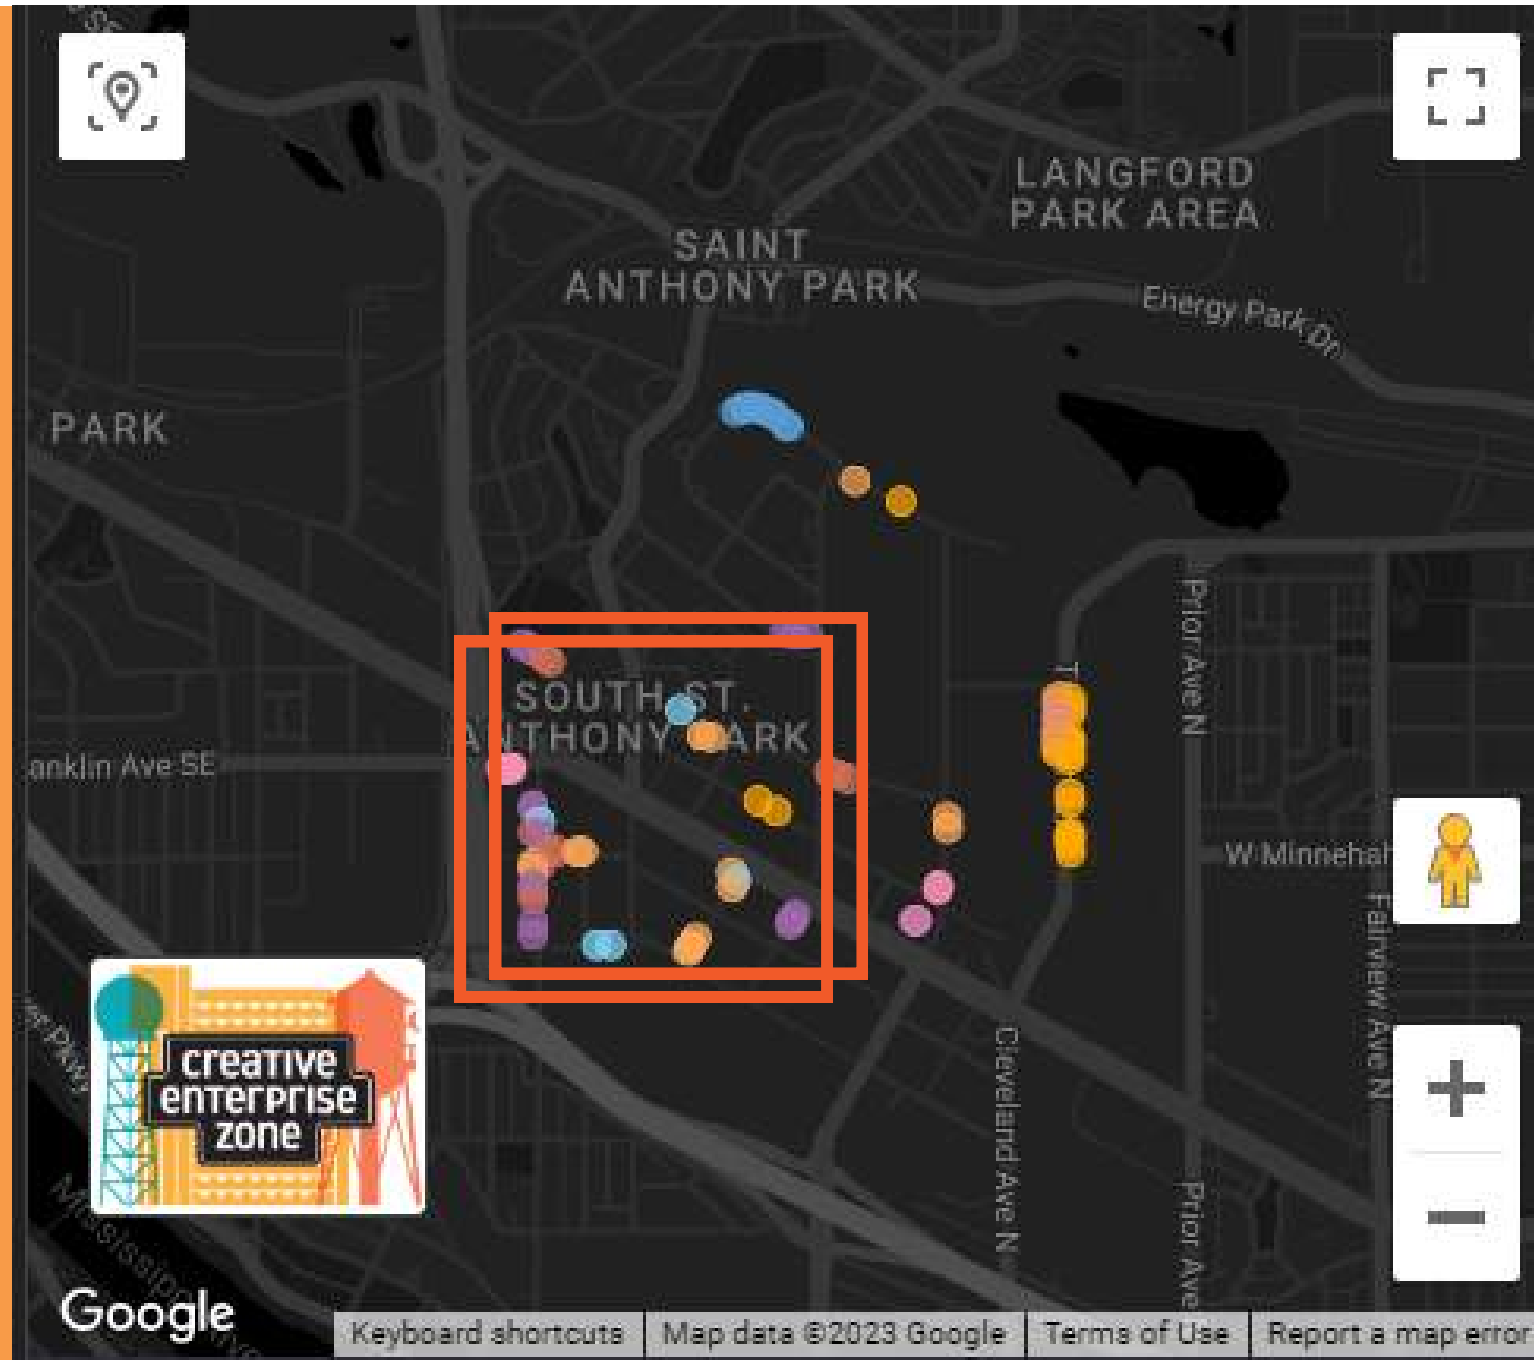 LANGFORD
PARK AREA
SAINT
ANTHONY PARK
Energy Park Dr
PARK
Prior Ave N
SOUTH ST.
ANTHONY PARK
anklin Ave SE
W Minnehah
Fairview Ave N
creative
enterprise
zone
Cleveland Ave N
Prior Ave
Google
Keyboard shortcuts
Map data ©2023 Google
Terms of Use
Report a map error